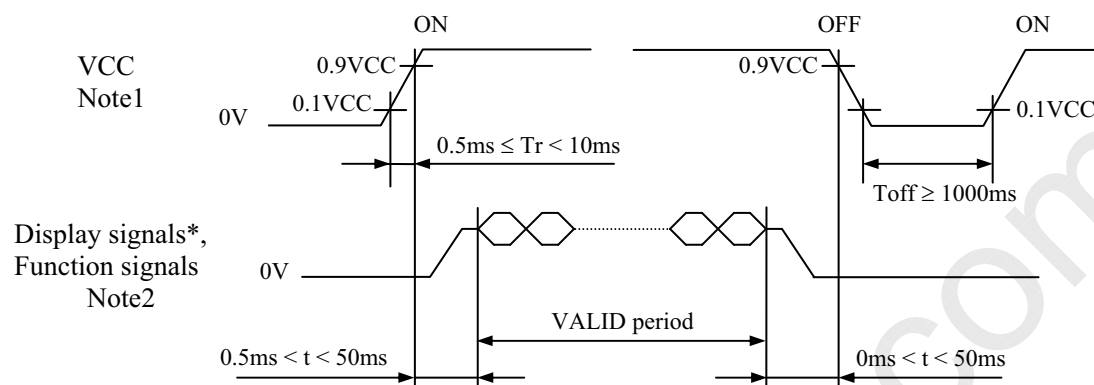 ON
OFF
ON
VCC
Note1
0.9VCC
0.9VCC
0.1VCC
0.1VCC
0V
0.5ms ≤ Tr < 10ms
Toff ≥ 1000ms
Display signals*,
Function signals
Note2
0V
VALID period
0.5ms < t < 50ms
0ms < t < 50ms
com